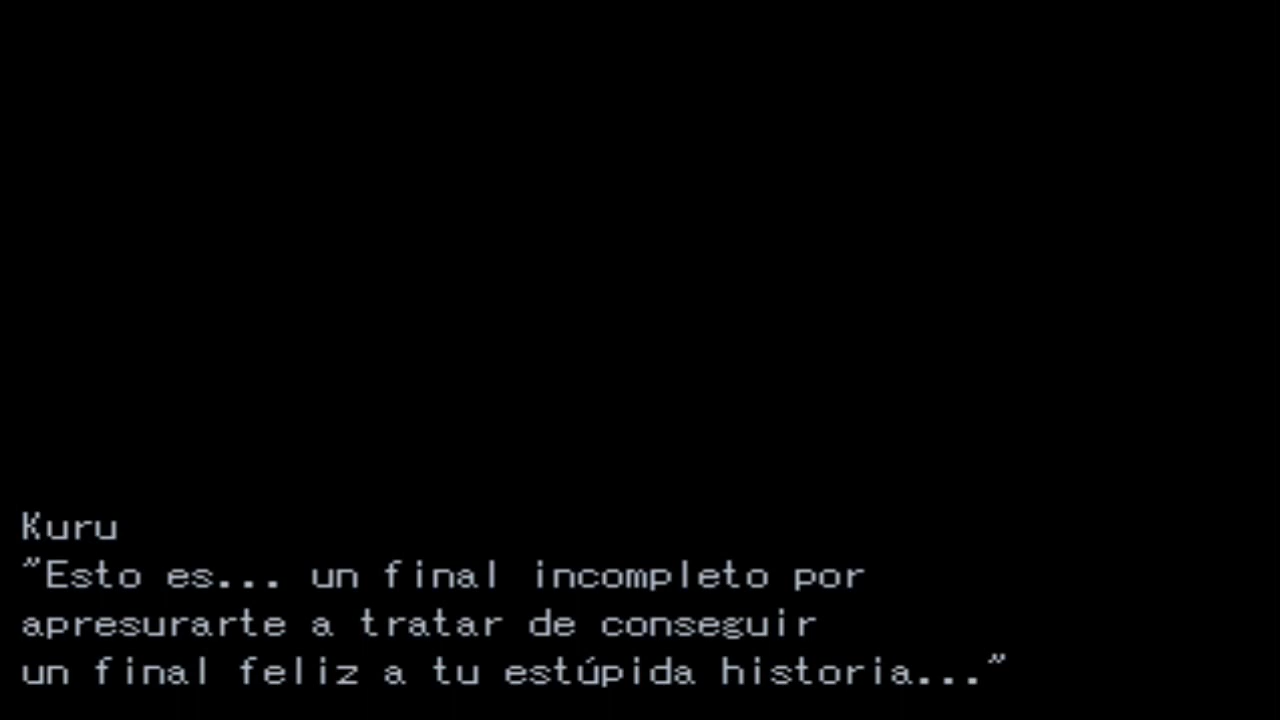 Kuru
"Esto es... un final incompleto por
apresurarte a tratar de conseguir
un final feliz a tu estúpida historia..."